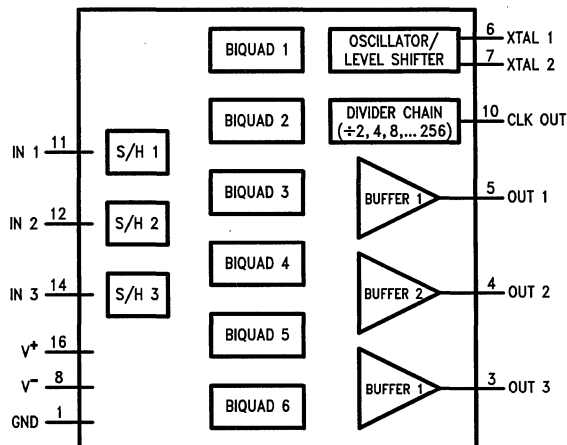 BIQUAD 1
OSCILLATOR/
LEVEL SHIFTER
6 XTAL 1
7 XTAL 2
BIQUAD 2
DIVIDER CHAIN
(÷2, 4, 8,... 256)
10 CLK OUT
IN 1 11
S/H 1
BIQUAD 3
BUFFER 1
5 OUT 1
IN 2 12
S/H 2
BIQUAD 4
IN 3 14
S/H 3
BUFFER 2
4 OUT 2
V+ 16
BIQUAD 5
V− 8
BUFFER 1
3 OUT 3
GND 1
BIQUAD 6